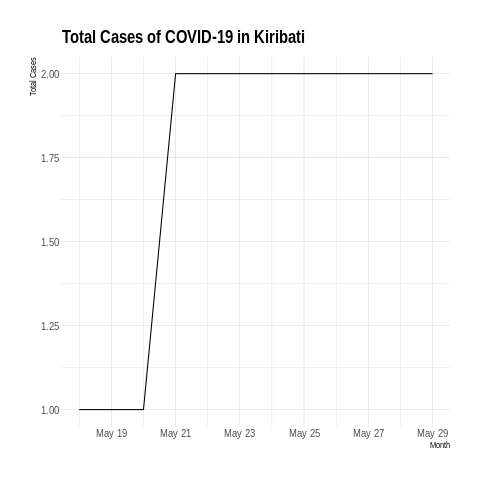 Total Cases of COVID-19 in Kiribati
Total Cases
2.00
1.75
1.50
1.25
1.00
May 19 May 21 May 23 May 25 May 27 May 29
Month